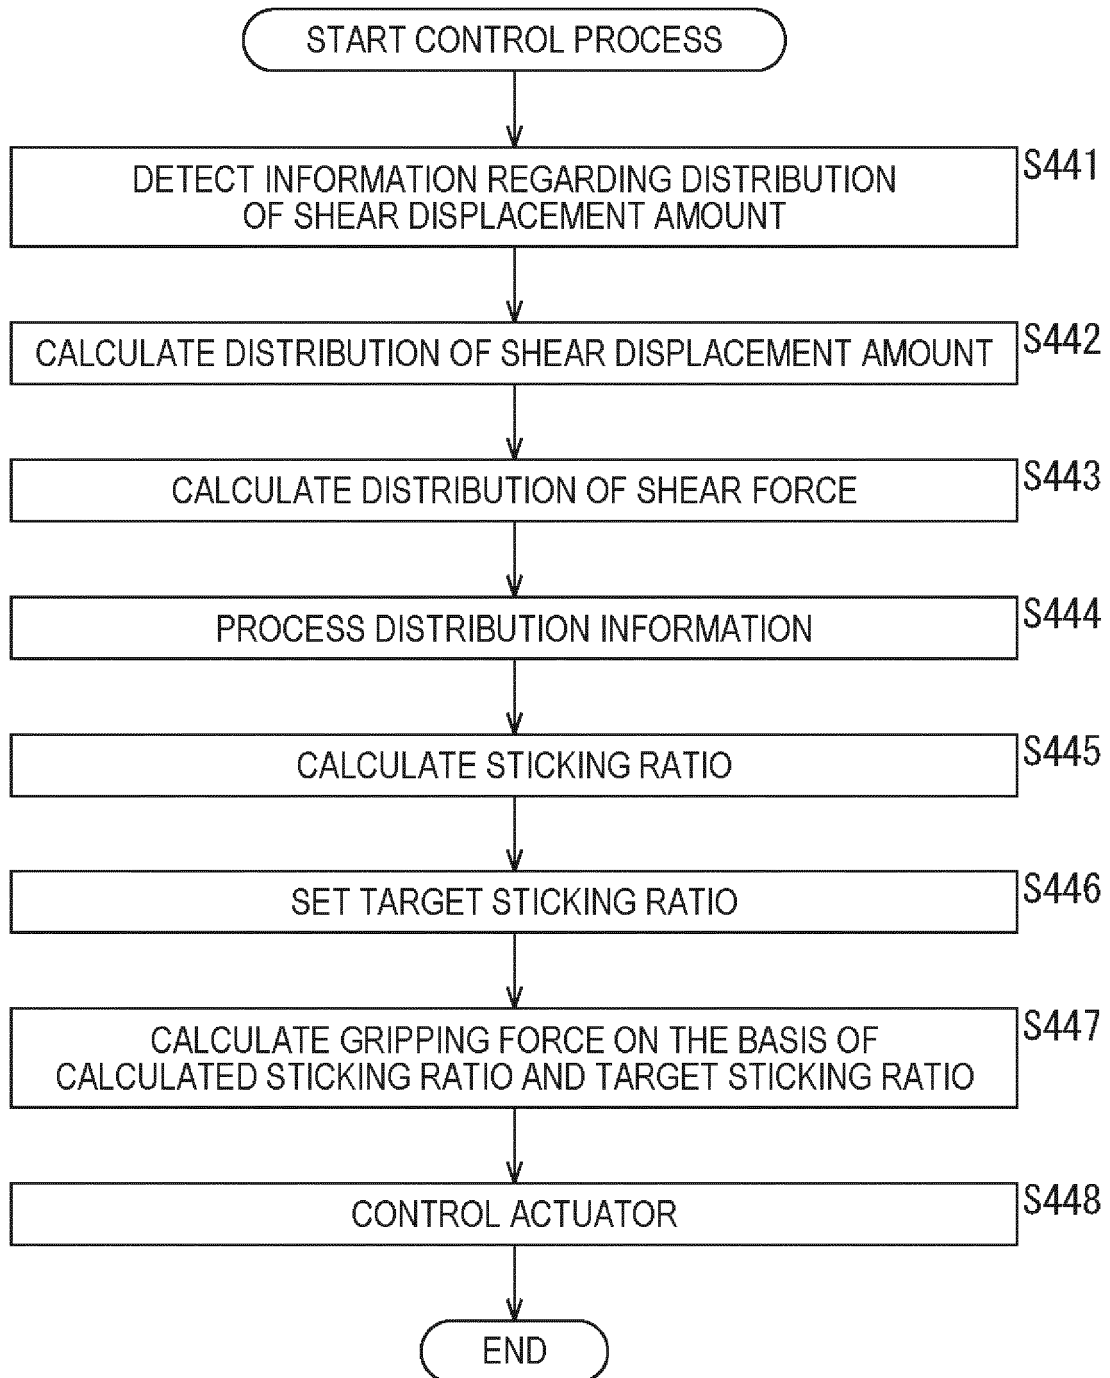 START CONTROL PROCESS
S441
DETECT INFORMATION REGARDING DISTRIBUTION
OF SHEAR DISPLACEMENT AMOUNT
S442
CALCULATE DISTRIBUTION OF SHEAR DISPLACEMENT AMOUNT
S443
CALCULATE DISTRIBUTION OF SHEAR FORCE
S444
PROCESS DISTRIBUTION INFORMATION
S445
CALCULATE STICKING RATIO
S446
SET TARGET STICKING RATIO
S447
CALCULATE GRIPPING FORCE ON THE BASIS OF
CALCULATED STICKING RATIO AND TARGET STICKING RATIO
S448
CONTROL ACTUATOR
END